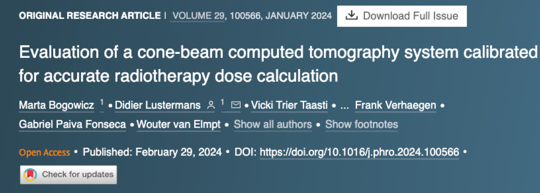 ORIGINAL RESEARCH ARTICLE | VOLUME 29, 100566, JANUARY 2024 Download Full Issue
Evaluation of a cone-beam computed tomography system calibrated
for accurate radiotherapy dose calculation
Marta Bogowicz 1 • Didier Lustermans 1 • Vicki Trier Taasti • ... Frank Verhaegen •
Gabriel Paiva Fonseca • Wouter van Elmpt • Show all authors • Show footnotes
Open Access • Published: February 29, 2024 • DOI: https://doi.org/10.1016/j.phro.2024.100566 •
Check for updates